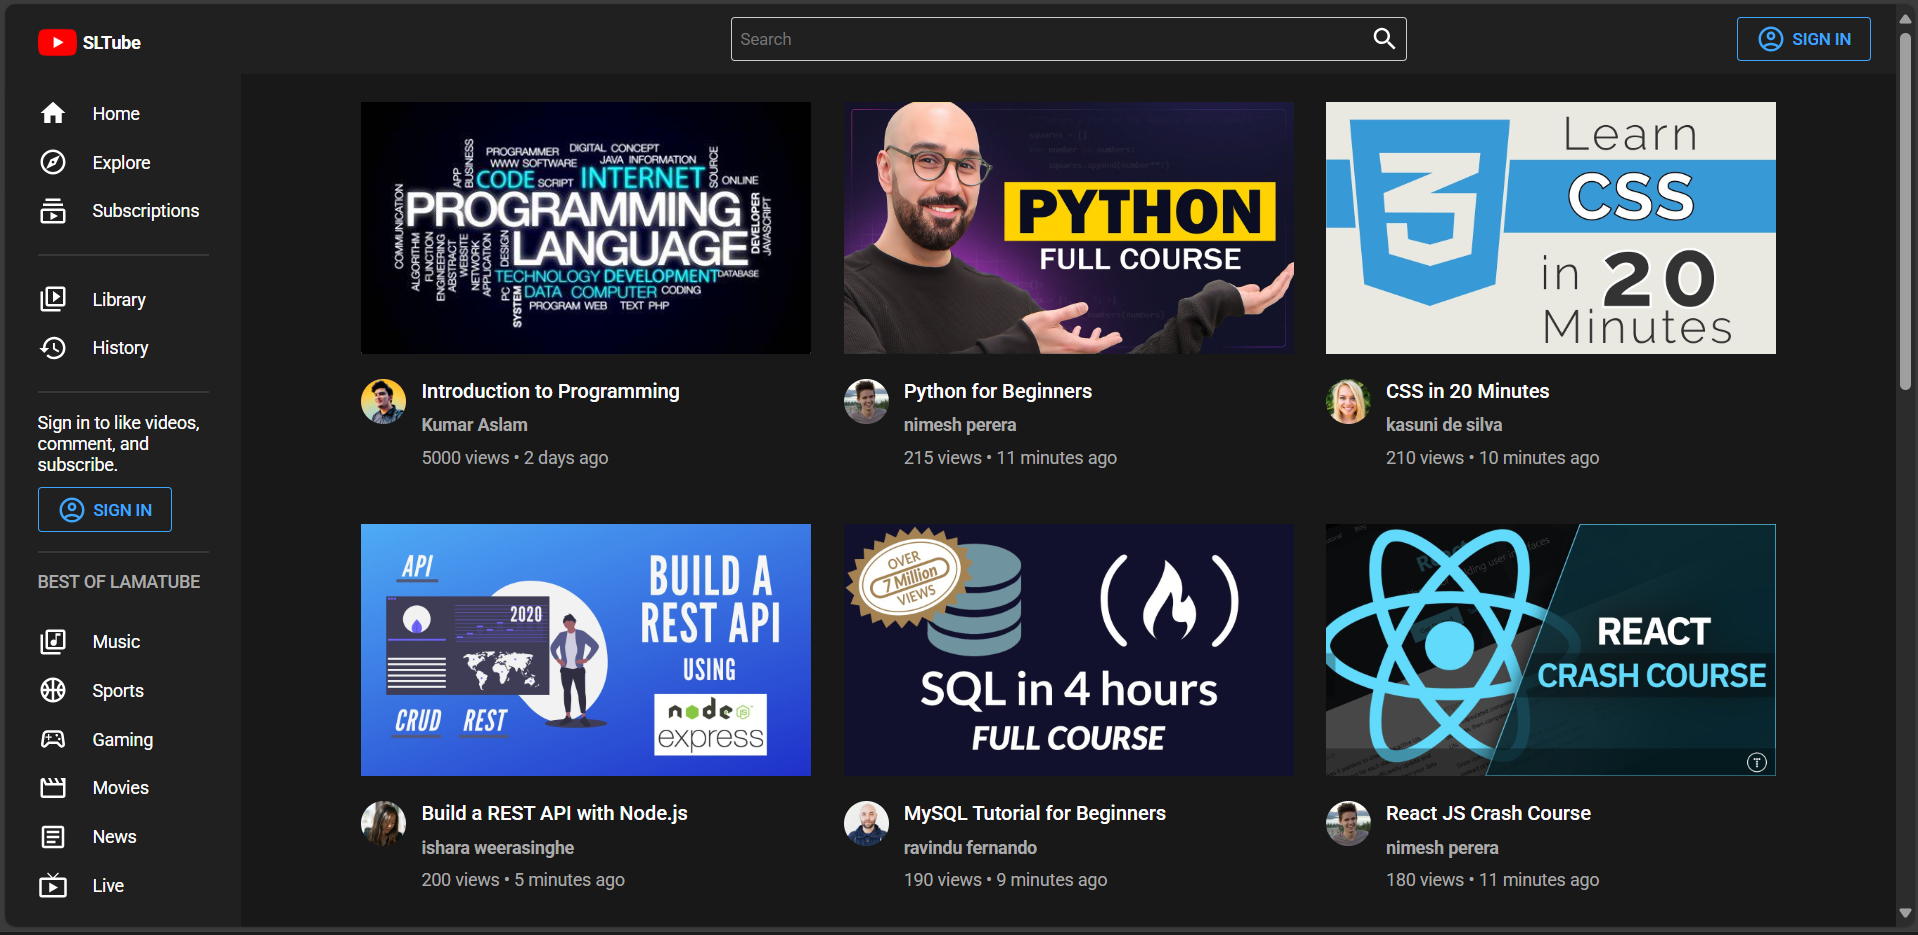 SLTube
Search
SIGN IN
Home
Explore
Subscriptions
Library
History
Sign in to like videos,
comment, and
subscribe.
SIGN IN
BEST OF LAMATUBE
Music
Sports
Gaming
Movies
News
Live
PROGRAMMER DIGITAL CONCEPT
WWW SOFTWARE JAVA INFORMATION
APP BUSINESS CODE SCRIPT INTERNET SOURCE ONLINE
COMMUNICATION PROGRAMMING DEVELOPER JAVASCRIPT
ALGORITHM FUNCTION ENGINEERING ABSTRACT WEBSITE NETWORK APPLICATION PC DESIGN LANGUAGE
TECHNOLOGY DEVELOPMENT DATABASE
SYSTEM DATA COMPUTER CODING
PROGRAM WEB TEXT PHP
Introduction to Programming
Kumar Aslam
5000 views • 2 days ago
PYTHON
FULL COURSE
Python for Beginners
nimesh perera
215 views • 11 minutes ago
Learn
CSS
in 20
Minutes
CSS in 20 Minutes
kasuni de silva
210 views • 10 minutes ago
API
2020
CRUD REST
BUILD A
REST API
USING
node JS
express
Build a REST API with Node.js
ishara weerasinghe
200 views • 5 minutes ago
OVER
7 Million
VIEWS
SQL in 4 hours
FULL COURSE
MySQL Tutorial for Beginners
ravindu fernando
190 views • 9 minutes ago
REACT
CRASH COURSE
React JS Crash Course
nimesh perera
180 views • 11 minutes ago